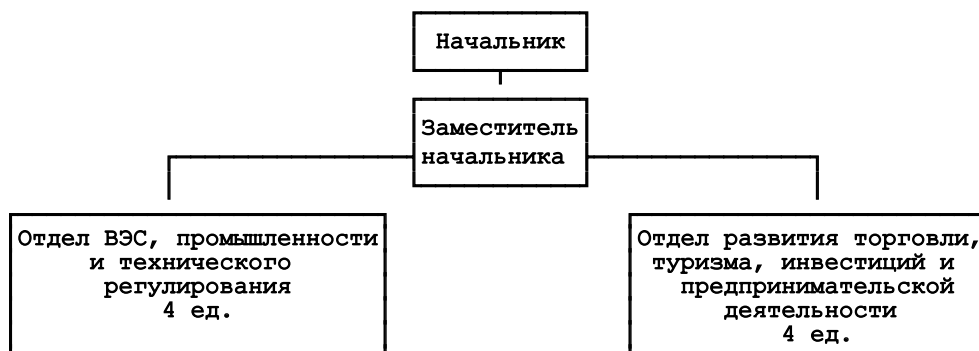 Начальник
Заместитель
начальника
Отдел ВЭС, промышленности
и технического
регулирования
4 ед.
Отдел развития торговли,
туризма, инвестиций и
предпринимательской
деятельности
4 ед.